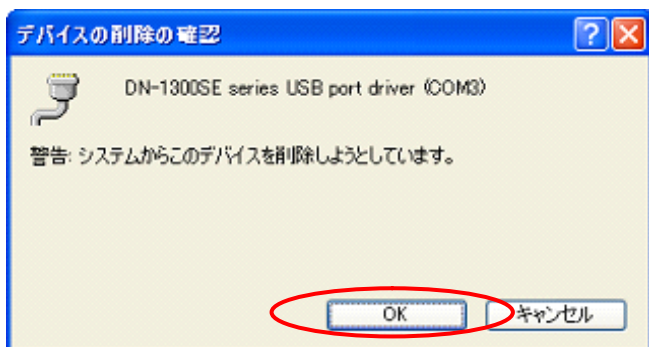 デバイスの削除の確認
DN-1300SE series USB port driver (COM3)
警告: システムからこのデバイスを削除しようとしています。
OK
キャンセル